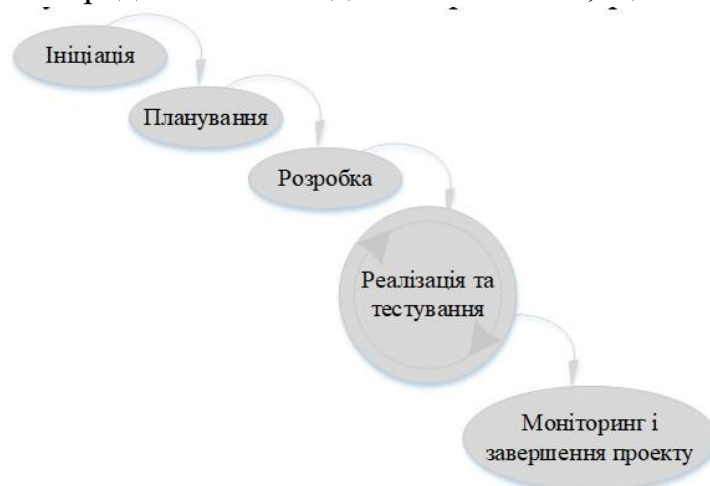 Ініціація
Планування
Розробка
Реалізація та
тестування
Моніторинг і
завершення проекту